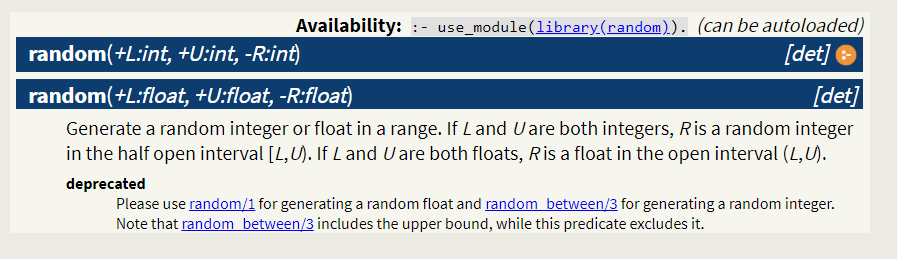 Availability: :- use_module(library(random)). (can be autoloaded)
random(+L:int, +U:int, -R:int) [det] :-
random(+L:float, +U:float, -R:float) [det]
Generate a random integer or float in a range. If L and U are both integers, R is a random integer
in the half open interval [L,U). If L and U are both floats, R is a float in the open interval (L,U).
deprecated
Please use random/1 for generating a random float and random_between/3 for generating a random integer.
Note that random_between/3 includes the upper bound, while this predicate excludes it.